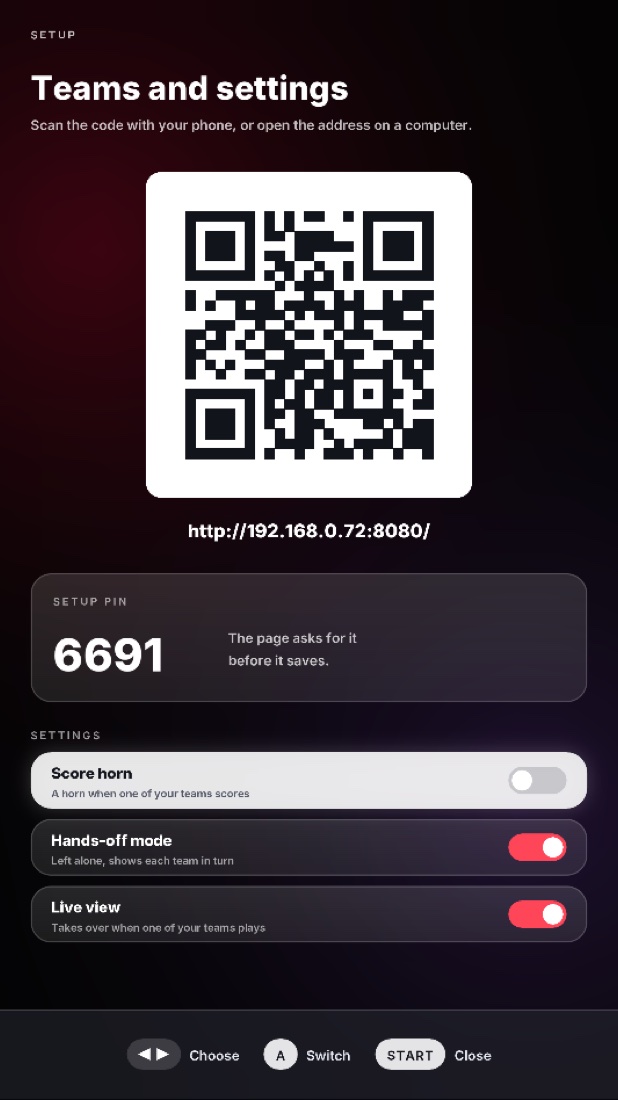 SETUP
Teams and settings
Scan the code with your phone, or open the address on a computer.
http://192.168.0.72:8080/
SETUP PIN
6691
The page asks for it
before it saves.
SETTINGS
Score horn
A horn when one of your teams scores
Hands-off mode
Left alone, shows each team in turn
Live view
Takes over when one of your teams plays
◀ ▶ Choose A Switch START Close